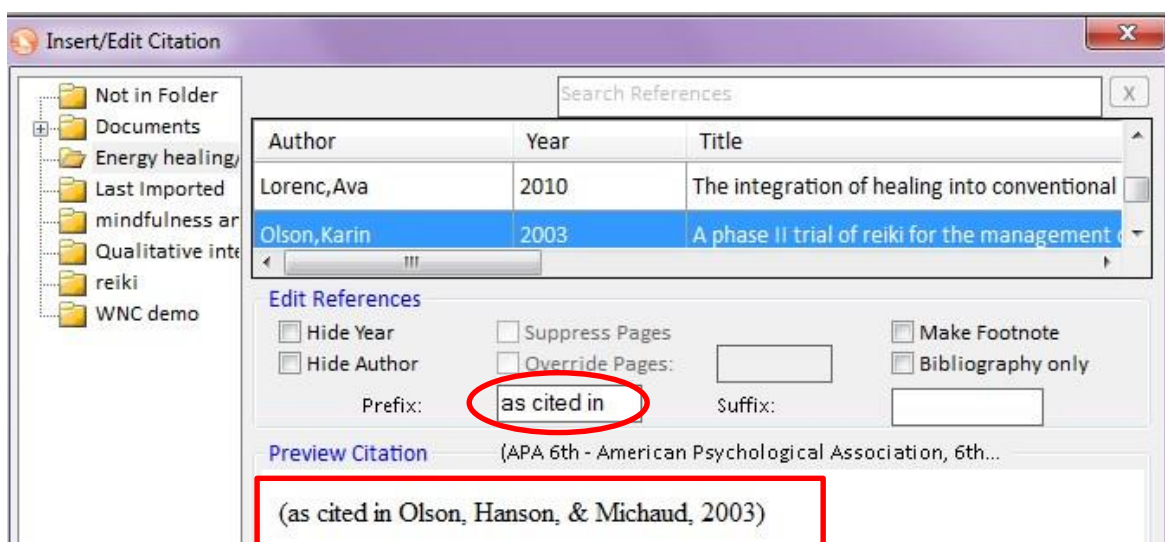 Insert/Edit Citation
X
Not in Folder
Documents
Energy healing/
Last Imported
mindfulness ar
Qualitative inte
reiki
WNC demo
Search References
X
Author Year Title
Lorenc,Ava 2010 The integration of healing into conventional
Olson,Karin 2003 A phase II trial of reiki for the management
Edit References
Hide Year Suppress Pages Make Footnote
Hide Author Override Pages: Bibliography only
Prefix: as cited in Suffix:
Preview Citation (APA 6th - American Psychological Association, 6th...
(as cited in Olson, Hanson, & Michaud, 2003)